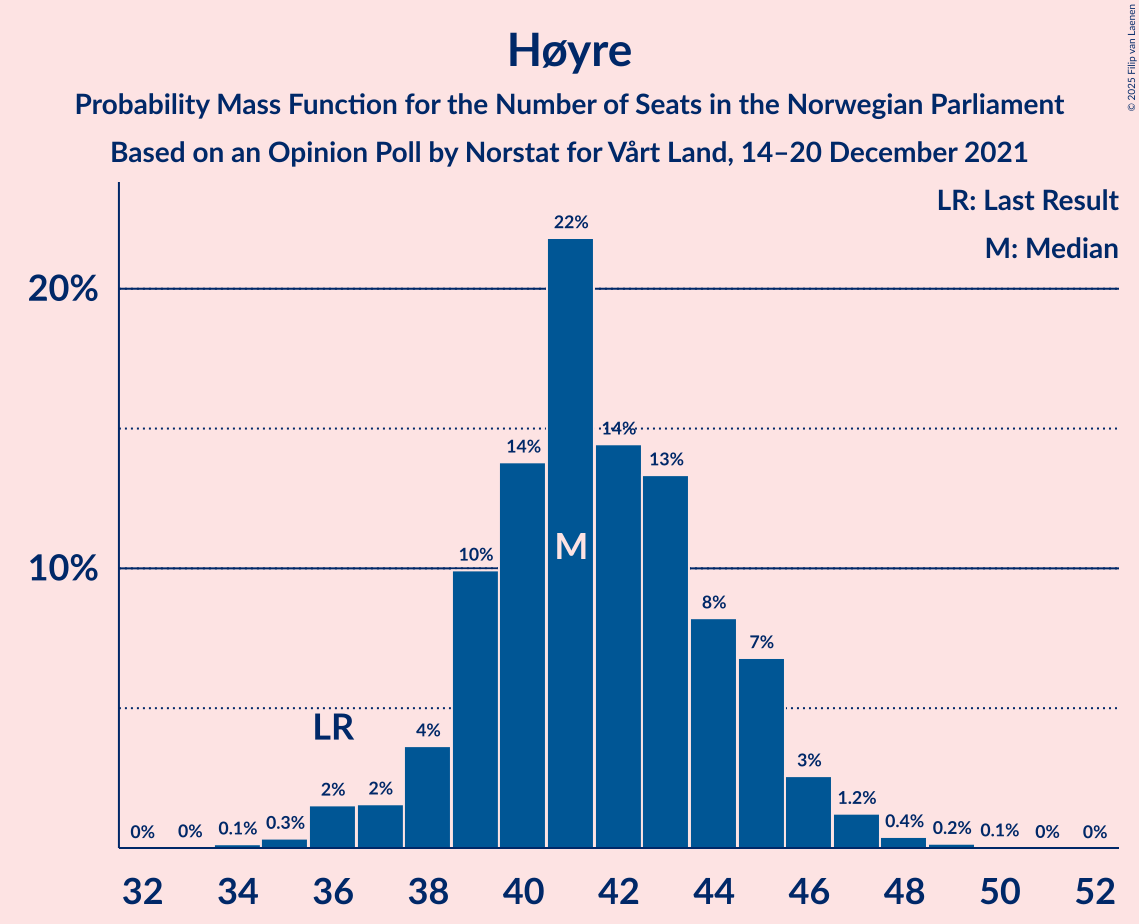 Høyre
Probability Mass Function for the Number of Seats in the Norwegian Parliament
Based on an Opinion Poll by Norstat for Vårt Land, 14–20 December 2021
© 2025 Filip van Laenen
LR: Last Result
M: Median
20%
10%
0%
0%
0.1%
0.3%
2%
2%
4%
10%
14%
22%
14%
13%
8%
7%
3%
1.2%
0.4%
0.2%
0.1%
0%
0%
LR
M
32 34 36 38 40 42 44 46 48 50 52